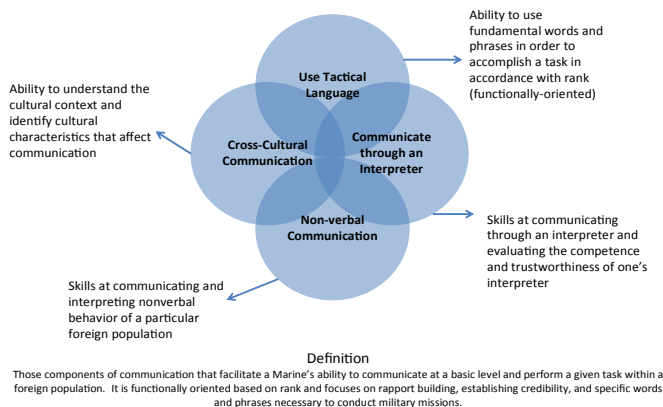 Ability to use
fundamental words and
phrases in order to
accomplish a task in
accordance with rank
(functionally-oriented)
Use Tactical
Language
Ability to understand the
cultural context and
identify cultural
characteristics that affect
communication
Cross-Cultural
Communication
Communicate
through an
Interpreter
Non-verbal
Communication
Skills at communicating
through an interpreter and
evaluating the competence
and trustworthiness of one's
interpreter
Skills at communicating and
interpreting nonverbal
behavior of a particular
foreign population
Definition
Those components of communication that facilitate a Marine's ability to communicate at a basic level and perform a given task within a
foreign population. It is functionally oriented based on rank and focuses on rapport building, establishing credibility, and specific words
and phrases necessary to conduct military missions.